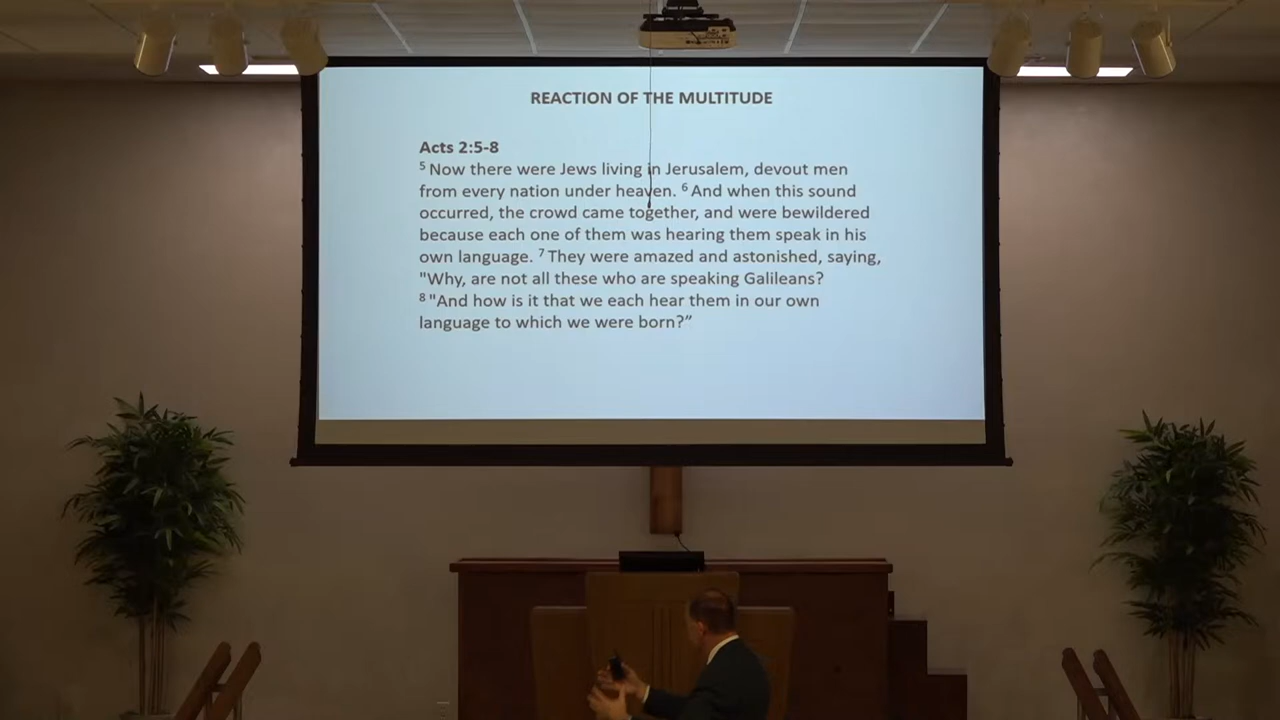 REACTION OF THE MULTITUDE
Acts 2:5-8
5 Now there were Jews living in Jerusalem, devout men
from every nation under heaven. 6 And when this sound
occurred, the crowd came together, and were bewildered
because each one of them was hearing them speak in his
own language. 7 They were amazed and astonished, saying,
"Why, are not all these who are speaking Galileans?
8 "And how is it that we each hear them in our own
language to which we were born?”